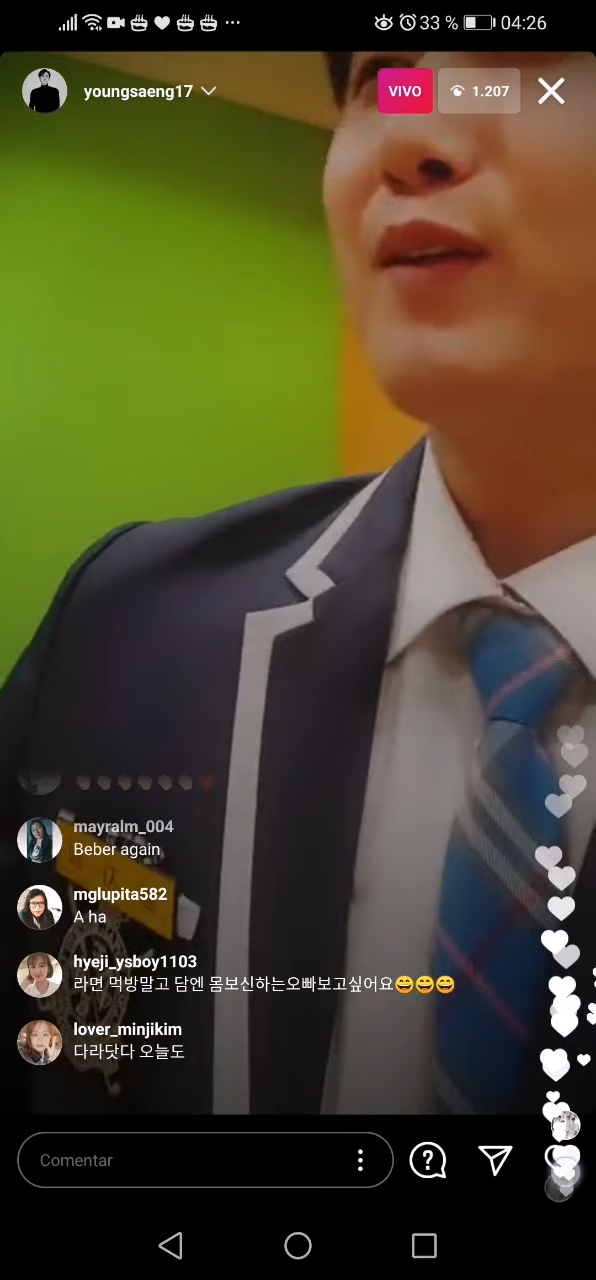 33 % 04:26
youngsaeng17 VIVO 1.207
mayralm_004
Beber again
mglupita582
A ha
hyeji_ysboy1103
라면 먹방말고 담엔 몸보신하는오빠보고싶어요😄😄😄
lover_minjikim
다라닷다 오늘도
Comentar